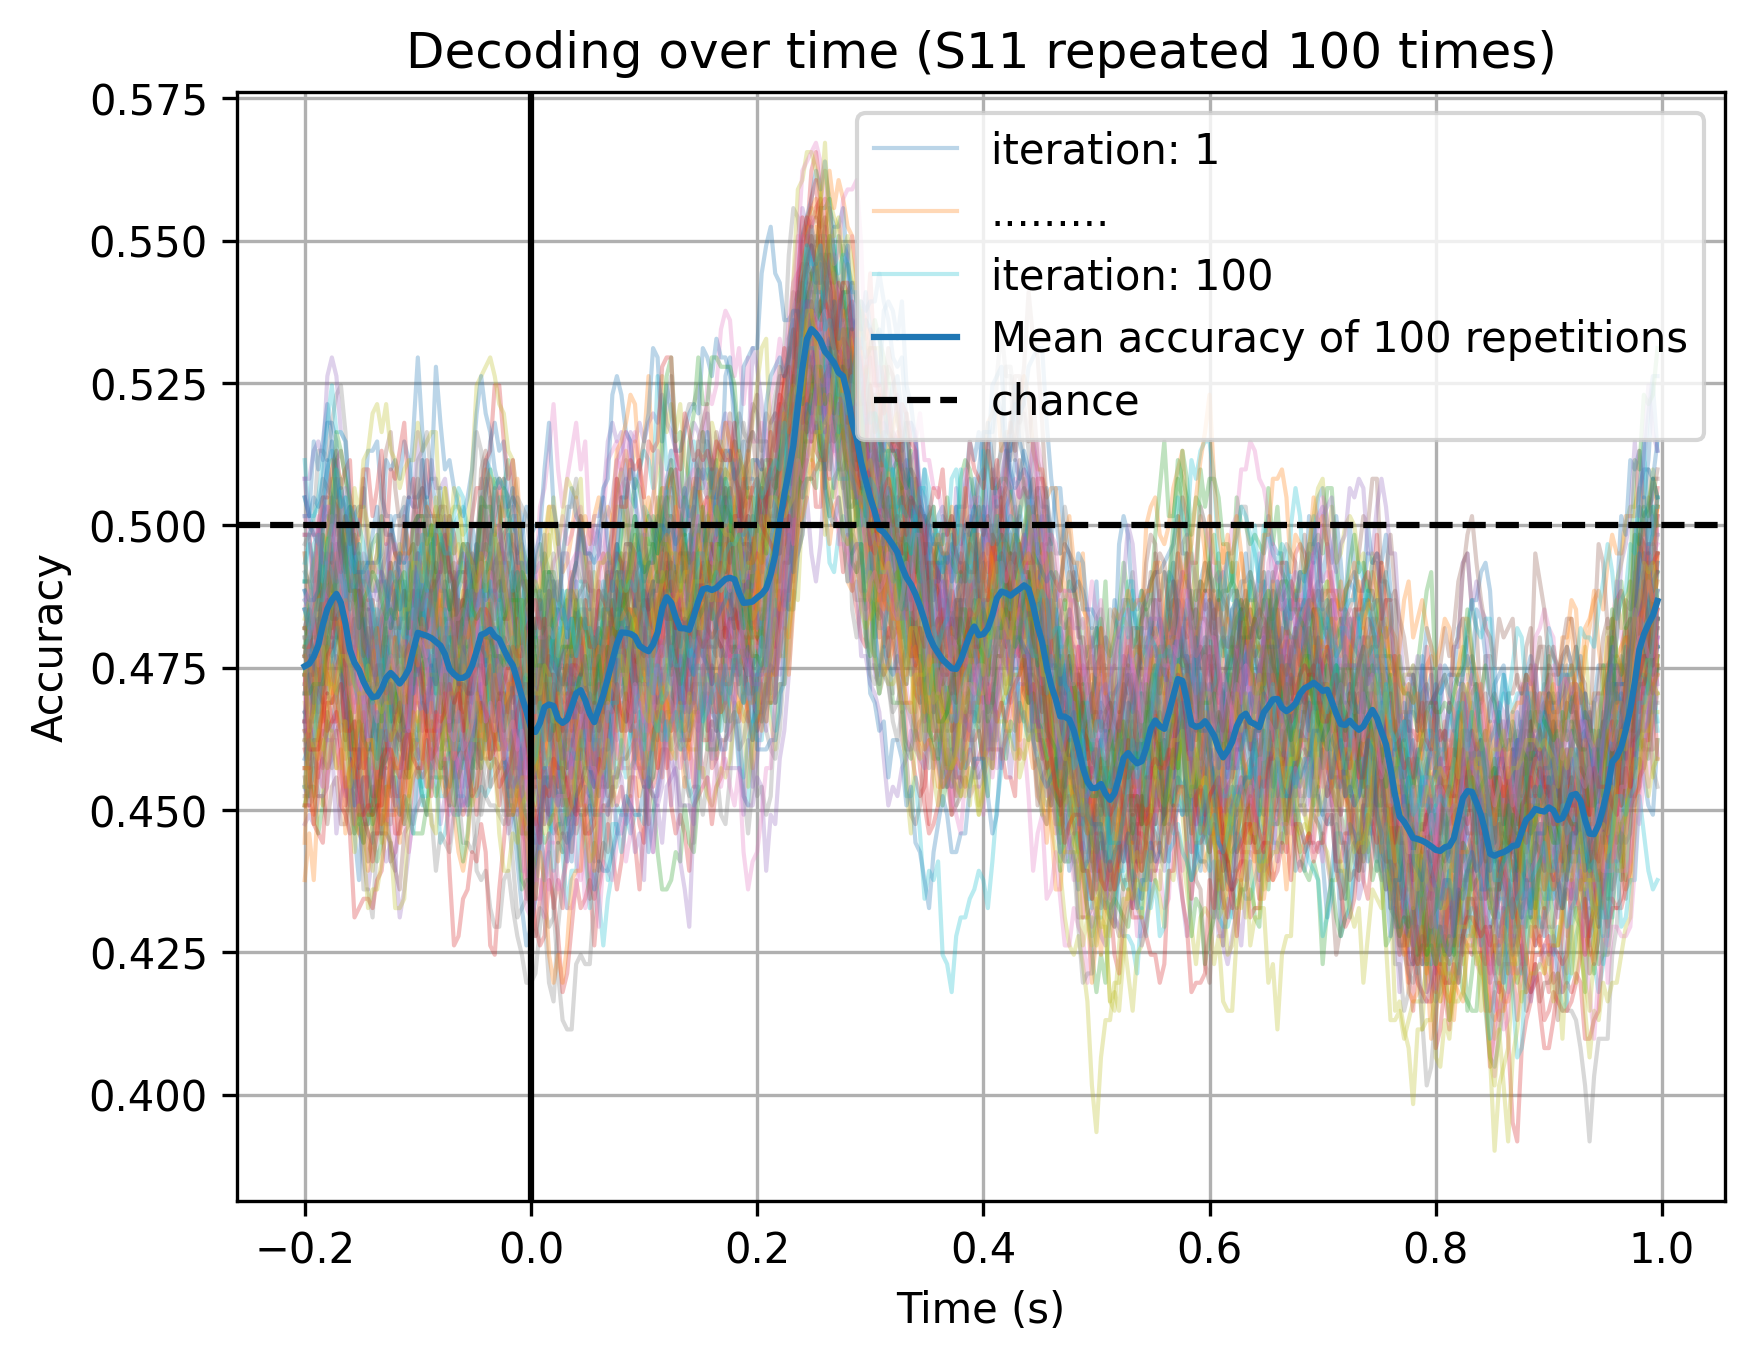 Decoding over time (S11 repeated 100 times)
0.575
0.550
0.525
0.500
0.475
0.450
0.425
0.400
Accuracy
iteration: 1
.........
iteration: 100
Mean accuracy of 100 repetitions
chance
−0.2 0.0 0.2 0.4 0.6 0.8 1.0
Time (s)